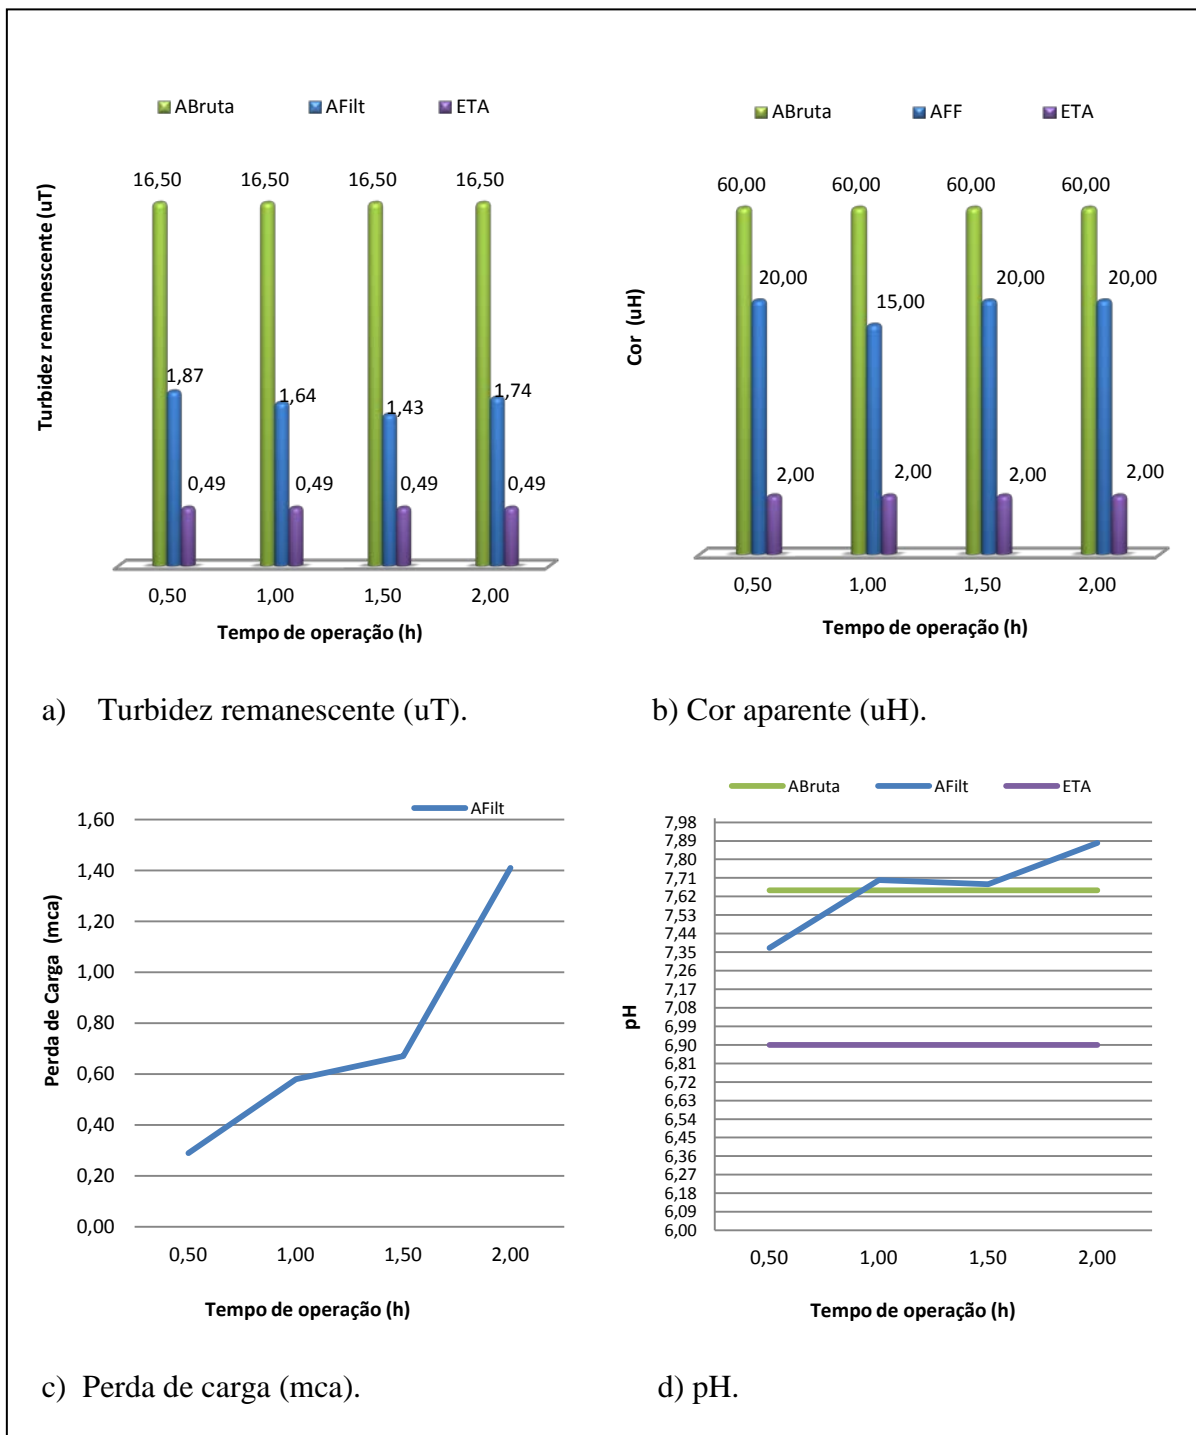 ABruta AFilt ETA
Turbidez remanescente (uT)
16,50 16,50 16,50 16,50
1,87 1,64 1,43 1,74
0,49 0,49 0,49 0,49
0,50 1,00 1,50 2,00
Tempo de operação (h)
a) Turbidez remanescente (uT).
ABruta AFF ETA
Cor (uH)
60,00 60,00 60,00 60,00
20,00 15,00 20,00 20,00
2,00 2,00 2,00 2,00
0,50 1,00 1,50 2,00
Tempo de operação (h)
b) Cor aparente (uH).
AFilt
Perda de Carga (mca)
1,60
1,40
1,20
1,00
0,80
0,60
0,40
0,20
0,00
0,50 1,00 1,50 2,00
Tempo de operação (h)
c) Perda de carga (mca).
ABruta AFilt ETA
pH
7,98
7,89
7,80
7,71
7,62
7,53
7,44
7,35
7,26
7,17
7,08
6,99
6,90
6,81
6,72
6,63
6,54
6,45
6,36
6,27
6,18
6,09
6,00
0,50 1,00 1,50 2,00
Tempo de operação (h)
d) pH.